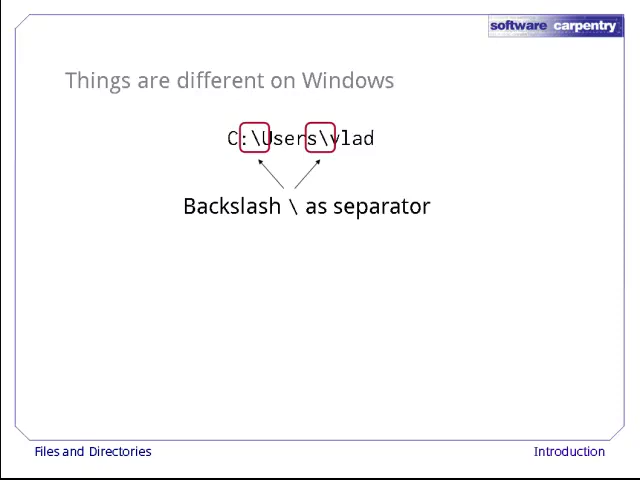 software carpentry
Things are different on Windows
C:\Users\vlad
Backslash \ as separator
Files and Directories
Introduction